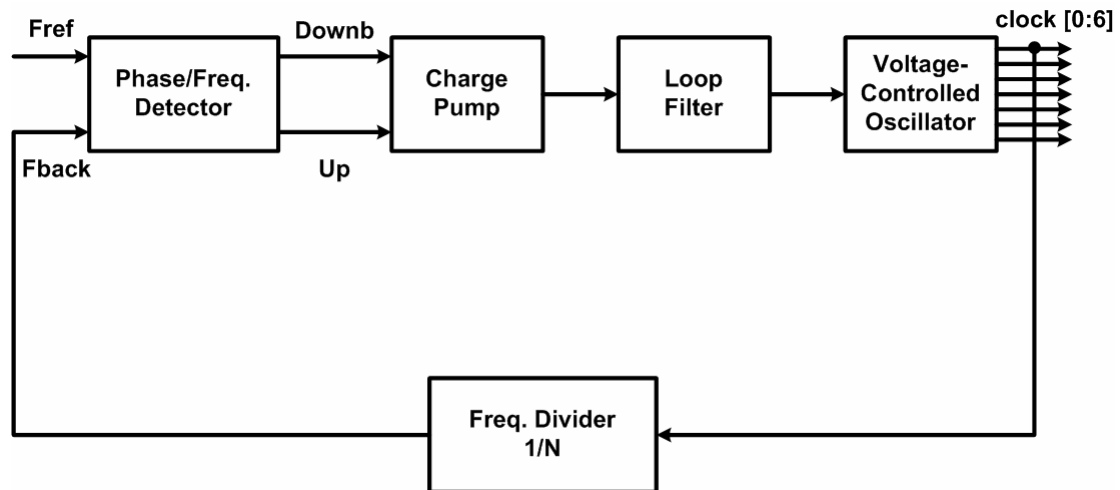 clock [0:6]
Fref
Downb
Phase/Freq.
Detector
Charge
Pump
Loop
Filter
Voltage-
Controlled
Oscillator
Fback
Up
Freq. Divider
1/N